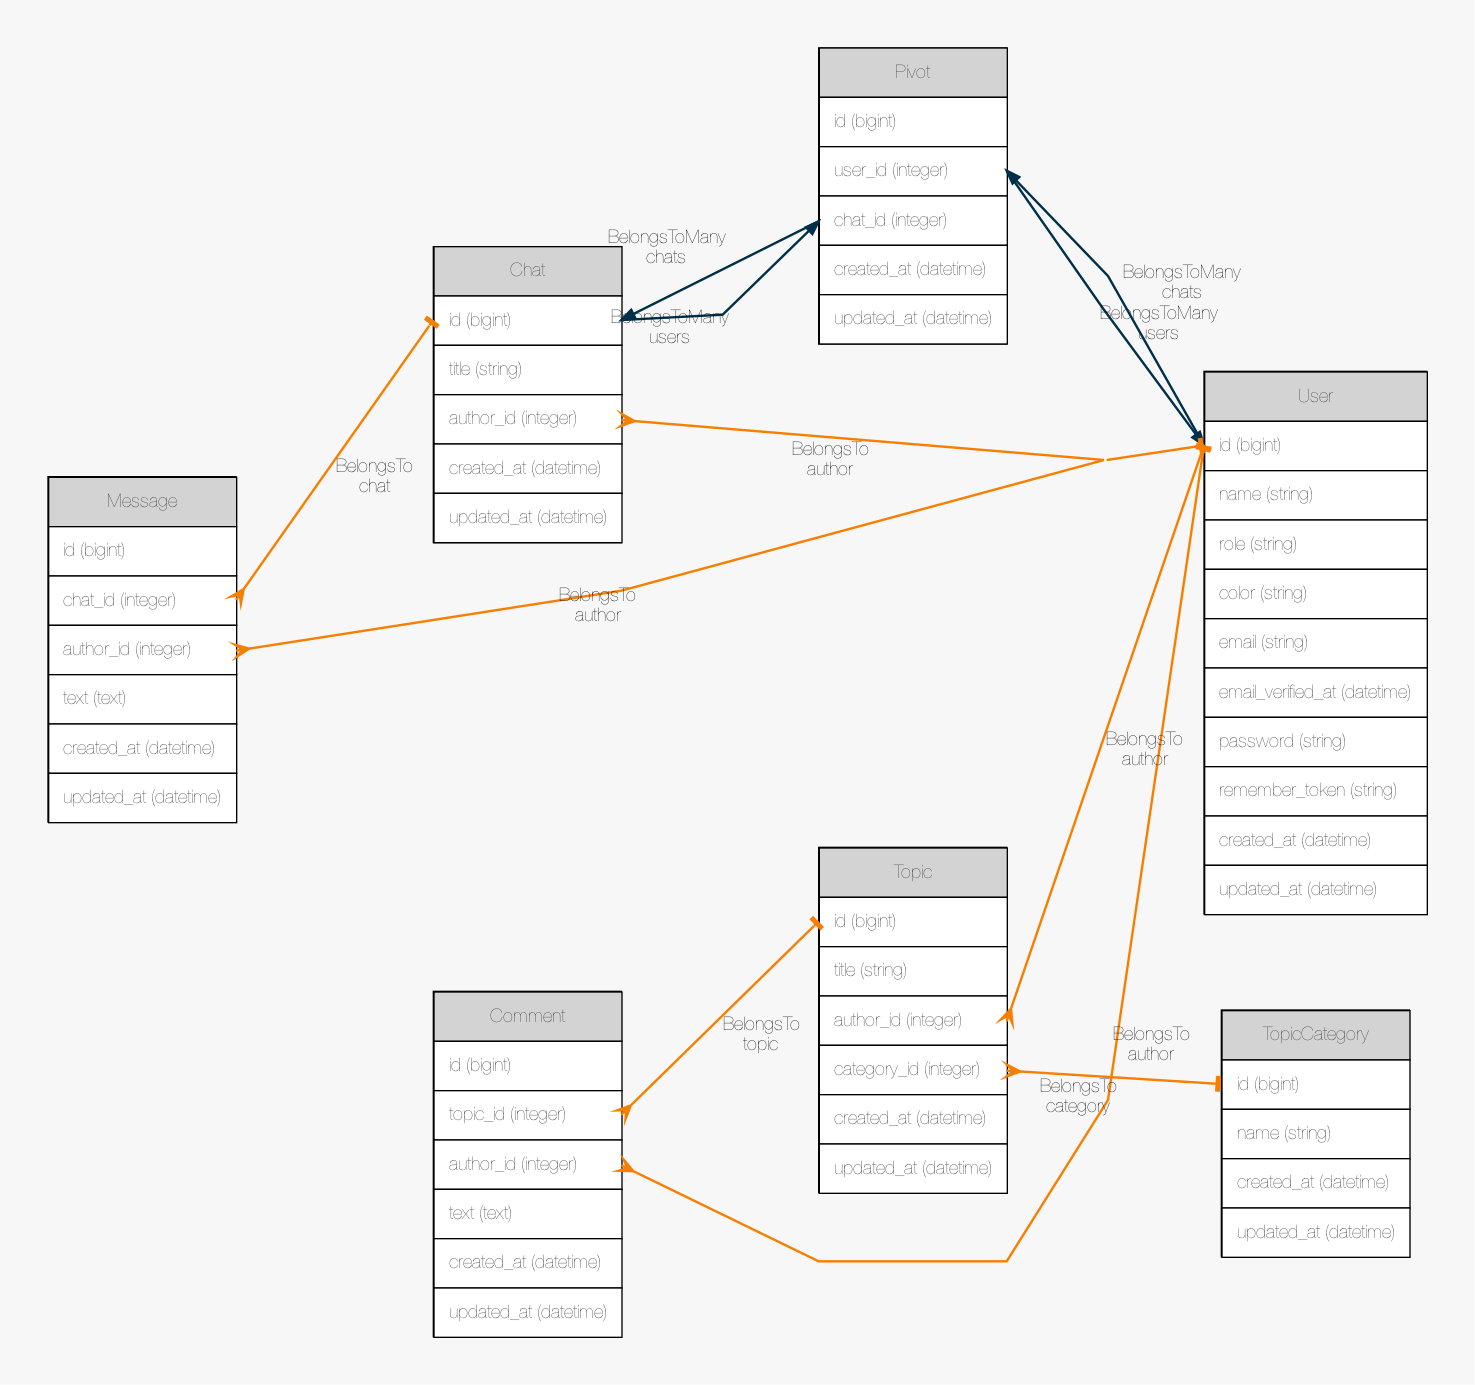 Pivot
id (bigint)
user_id (integer)
chat_id (integer)
created_at (datetime)
updated_at (datetime)
BelongsToMany
chats
BelongsToMany
users
BelongsToMany
chats
BelongsToMany
users
Chat
id (bigint)
title (string)
author_id (integer)
created_at (datetime)
updated_at (datetime)
BelongsTo
chat
BelongsTo
author
BelongsTo
author
User
id (bigint)
name (string)
role (string)
color (string)
email (string)
email_verified_at (datetime)
password (string)
remember_token (string)
created_at (datetime)
updated_at (datetime)
Message
id (bigint)
chat_id (integer)
author_id (integer)
text (text)
created_at (datetime)
updated_at (datetime)
BelongsTo
author
Topic
id (bigint)
title (string)
author_id (integer)
category_id (integer)
created_at (datetime)
updated_at (datetime)
BelongsTo
topic
BelongsTo
author
BelongsTo
category
Comment
id (bigint)
topic_id (integer)
author_id (integer)
text (text)
created_at (datetime)
updated_at (datetime)
TopicCategory
id (bigint)
name (string)
created_at (datetime)
updated_at (datetime)